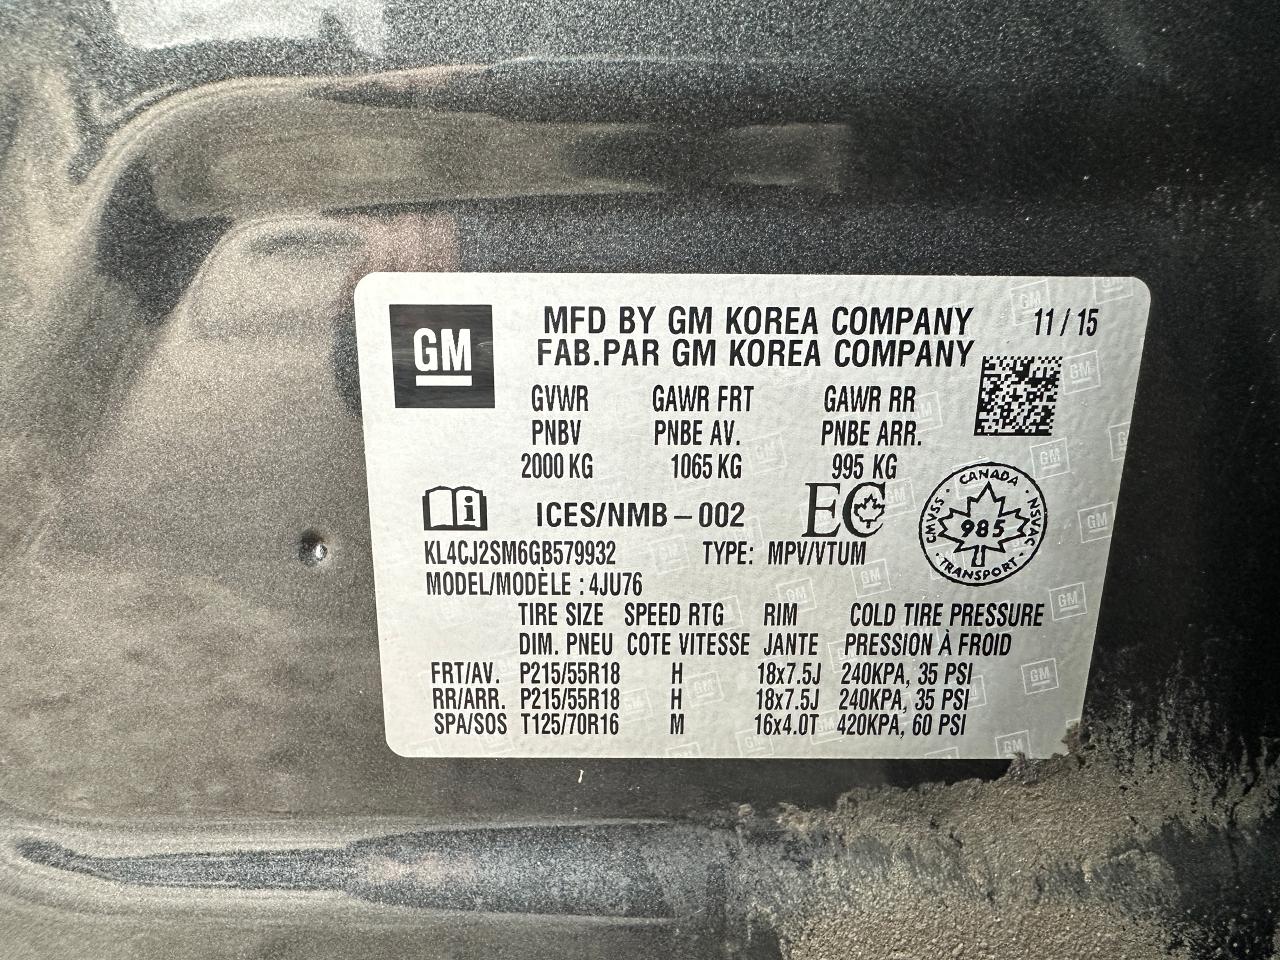 GM
MFD BY GM KOREA COMPANY 11 / 15
FAB.PAR GM KOREA COMPANY
GVWR GAWR FRT GAWR RR
PNBV PNBE AV. PNBE ARR.
2000 KG 1065 KG 995 KG
i ICES/NMB – 002 EC
CANADA
CMVSS 985 NSVAC
TRANSPORT
KL4CJ2SM6GB579932 TYPE: MPV/VTUM
MODEL/MODÈLE : 4JU76
TIRE SIZE SPEED RTG RIM COLD TIRE PRESSURE
DIM. PNEU COTE VITESSE JANTE PRESSION À FROID
FRT/AV. P215/55R18 H 18x7.5J 240KPA, 35 PSI
RR/ARR. P215/55R18 H 18x7.5J 240KPA, 35 PSI
SPA/SOS T125/70R16 M 16x4.0T 420KPA, 60 PSI